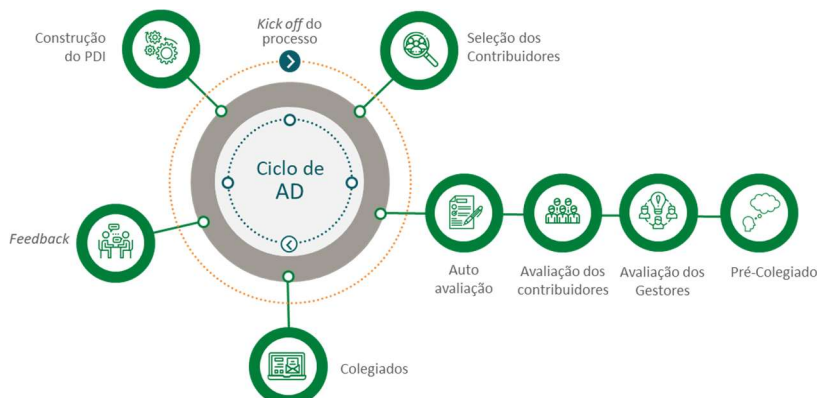 Kick off do
processo
Construção
do PDI
Seleção dos
Contribuidores
Ciclo de
AD
Feedback
Auto
avaliação
Avaliação dos
contribuidores
Avaliação dos
Gestores
Pré-Colegiado
Colegiados